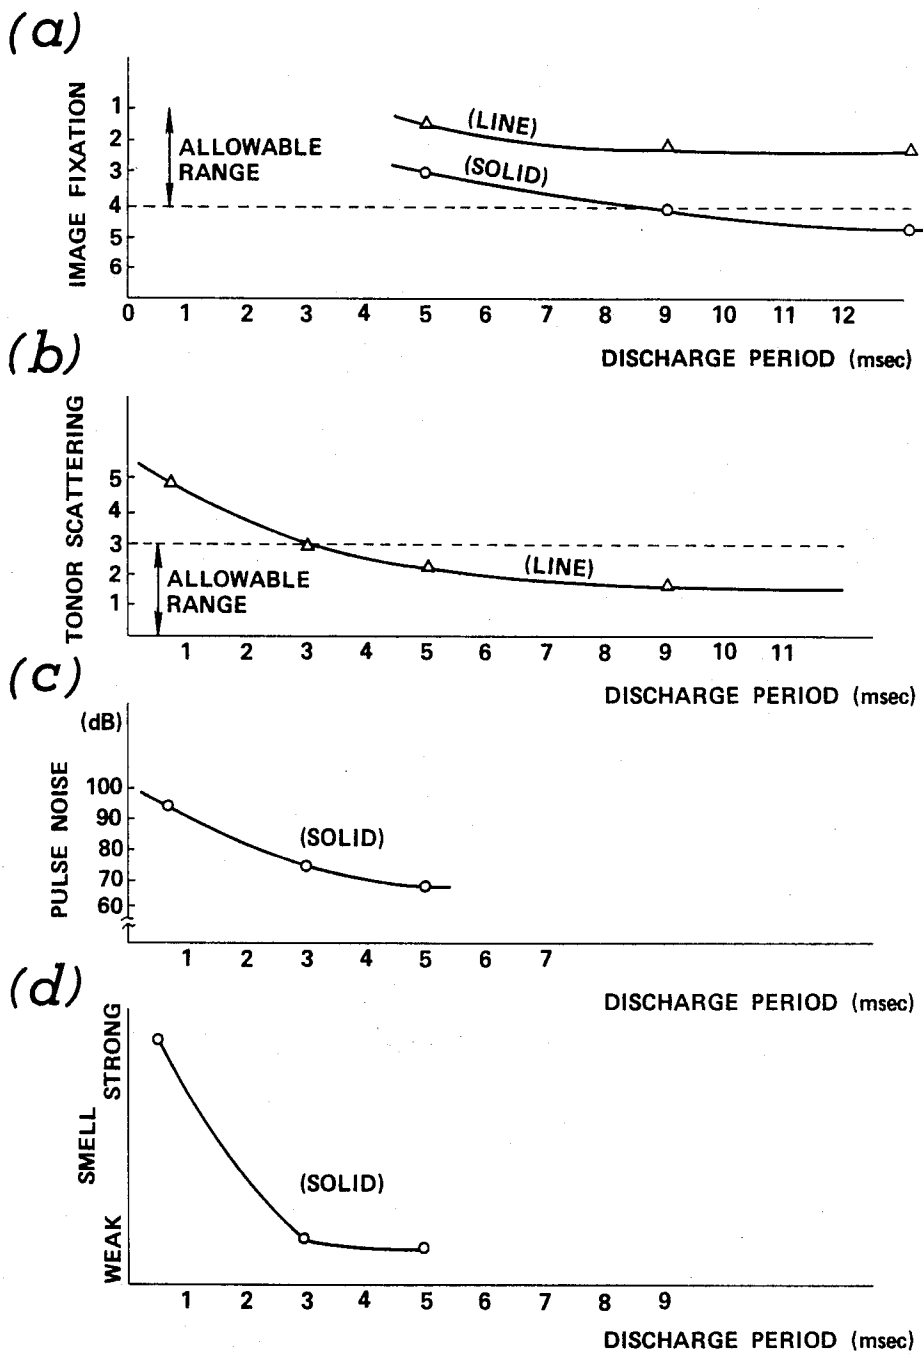 (a)
IMAGE FIXATION
1
2
3
4
5
6
ALLOWABLE
RANGE
(LINE)
(SOLID)
0 1 2 3 4 5 6 7 8 9 10 11 12
DISCHARGE PERIOD (msec)
(b)
TONOR SCATTERING
5
4
3
2
1
ALLOWABLE
RANGE
(LINE)
1 2 3 4 5 6 7 8 9 10 11
DISCHARGE PERIOD (msec)
(c)
(dB)
PULSE NOISE
100
90
80
70
60
(SOLID)
1 2 3 4 5 6 7
DISCHARGE PERIOD (msec)
(d)
SMELL
STRONG
WEAK
(SOLID)
1 2 3 4 5 6 7 8 9
DISCHARGE PERIOD (msec)